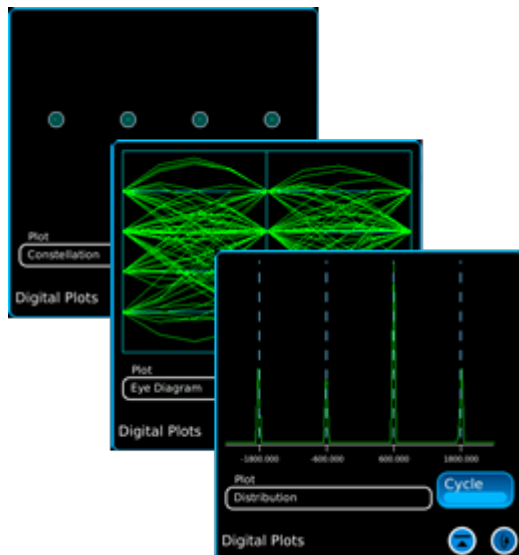 Plot
Constellation
Digital Plots
Plot
Eye Diagram
Digital Plots
-1800.000 -600.000 600.000 1800.000
Plot
Distribution
Cycle
Digital Plots